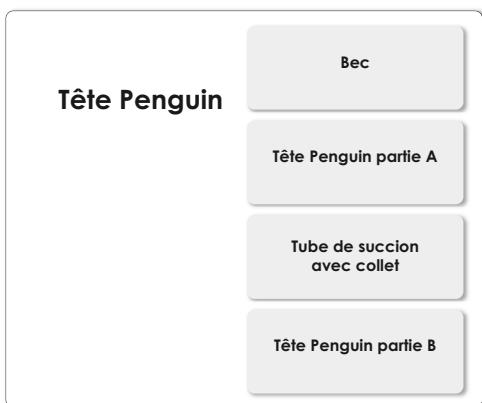 Tête Penguin
Bec
Tête Penguin partie A
Tube de succion
avec collet
Tête Penguin partie B